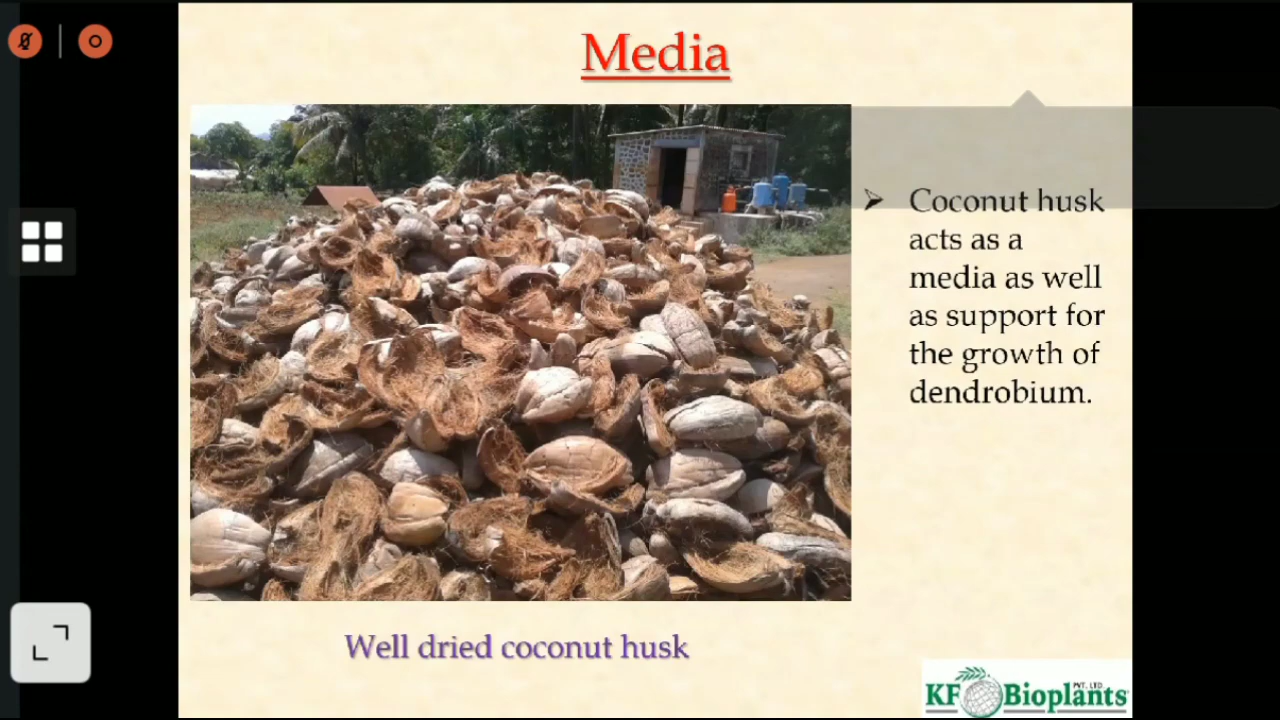 Media
Coconut husk
acts as a
media as well
as support for
the growth of
dendrobium.
Well dried coconut husk
KF Bioplants PVT. LTD.